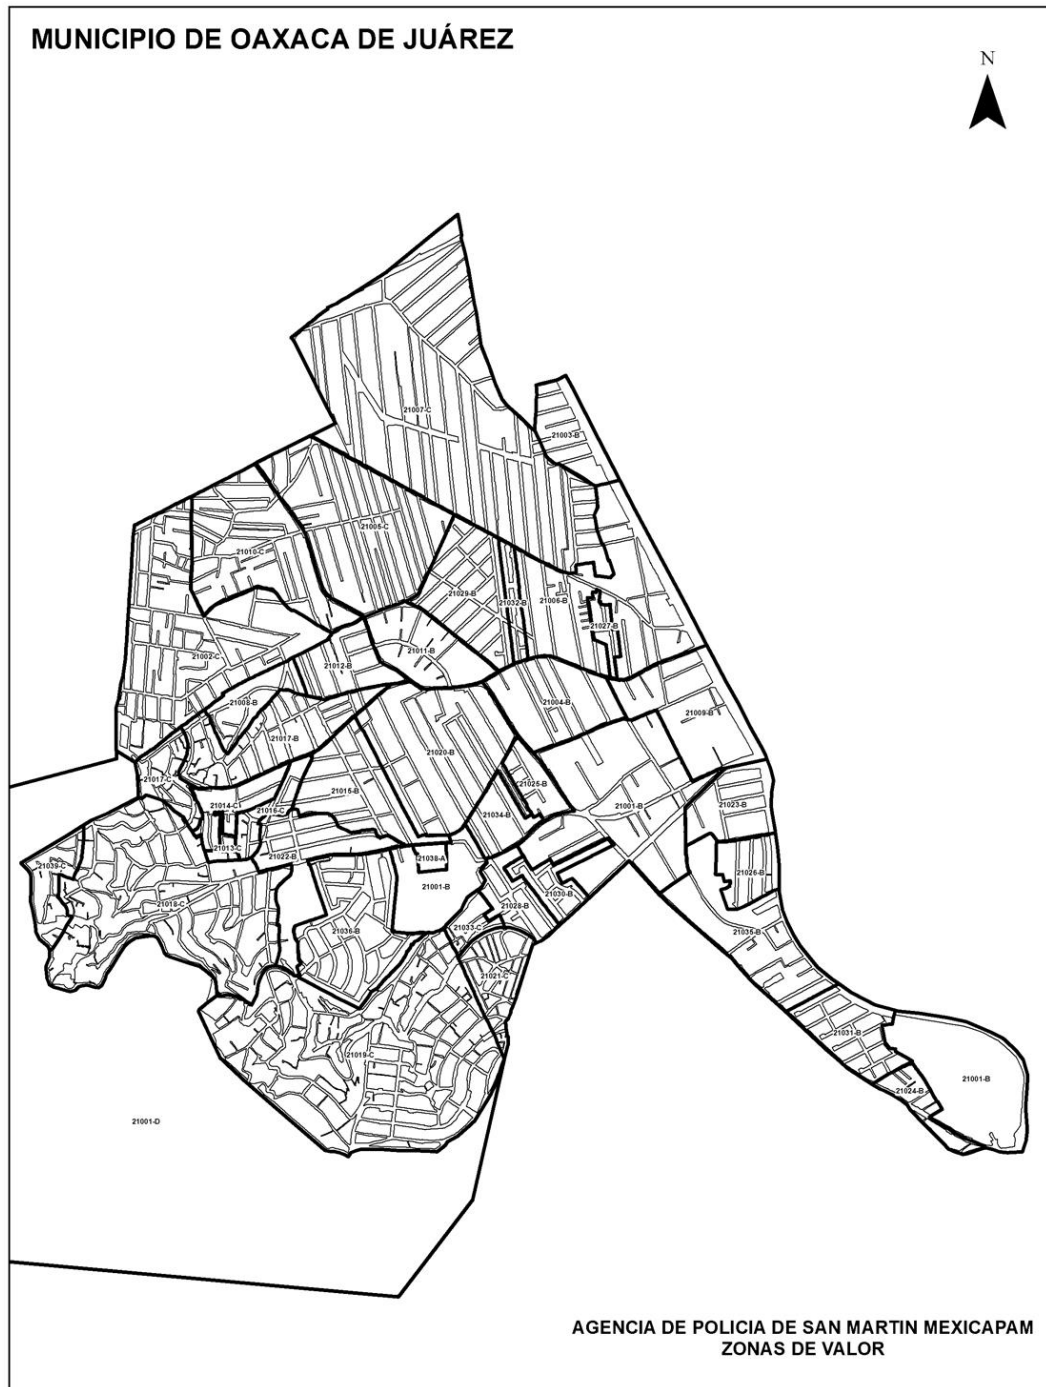 MUNICIPIO DE OAXACA DE JUÁREZ
N
21007-C
21003-B
21005-C
21010-C
21029-B
21032-B
21006-B
21027-B
21011-B
21002-C
21012-B
21008-B
21004-B
21009-B
21017-B
21020-B
21017-C
21025-B
21015-B
21014-C
21016-C
21001-B
21023-B
21034-B
21013-C
21022-B
21038-A
21039-C
21026-B
21001-B
21030-B
21018-C
21028-B
21036-B
21033-C
21035-B
21021-C
21031-B
21019-C
21001-B
21024-B
21001-D
AGENCIA DE POLICIA DE SAN MARTIN MEXICAPAM
ZONAS DE VALOR